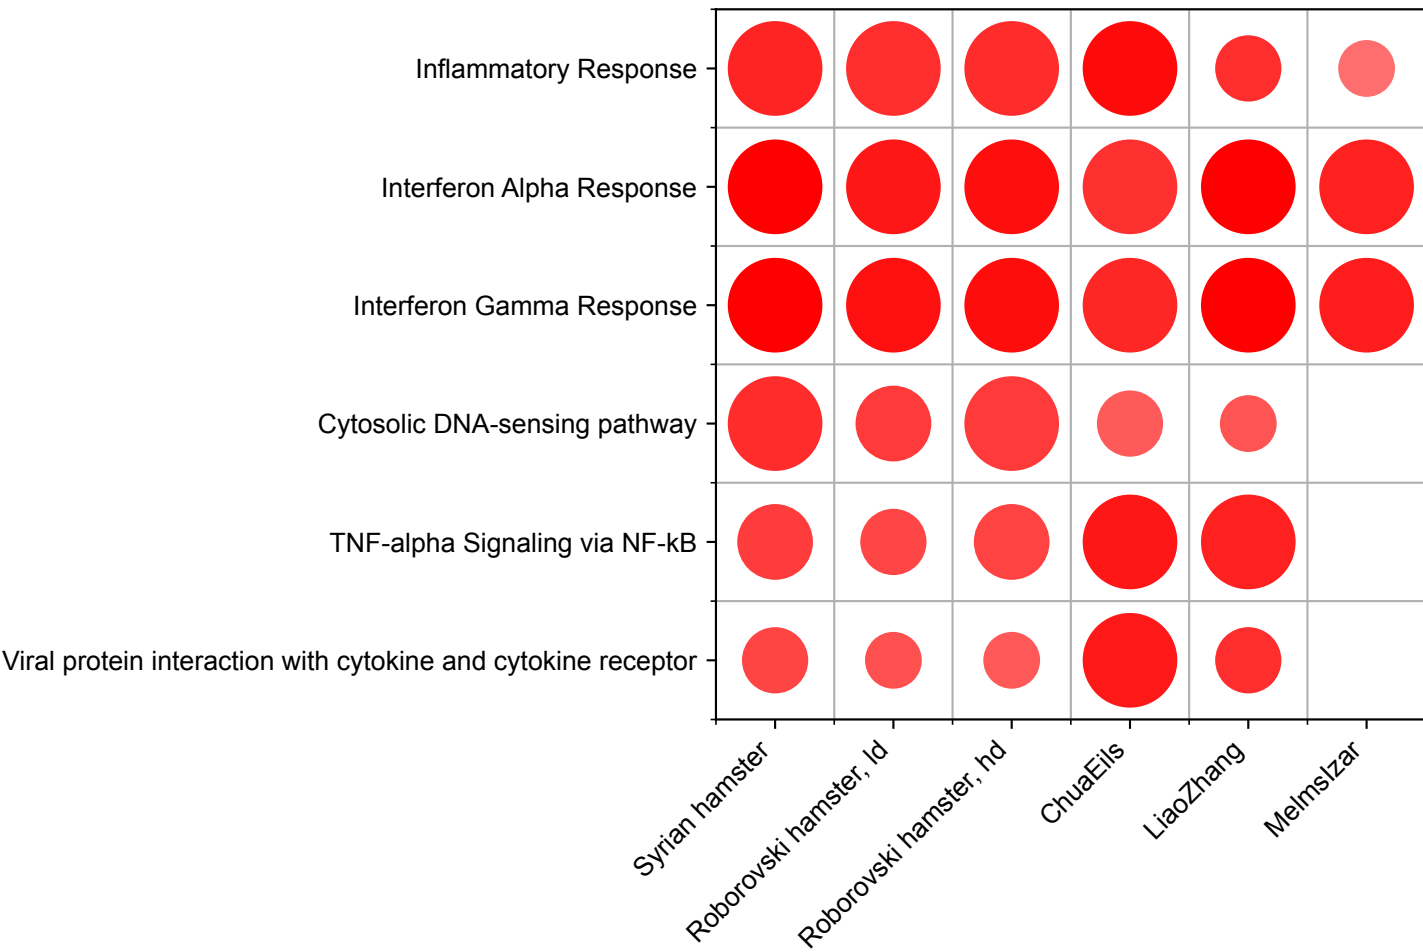 Inflammatory Response
Interferon Alpha Response
Interferon Gamma Response
Cytosolic DNA-sensing pathway
TNF-alpha Signaling via NF-kB
Viral protein interaction with cytokine and cytokine receptor
Syrian hamster
Roborovski hamster, ld
Roborovski hamster, hd
ChuaEils
LiaoZhang
MelmsIzar